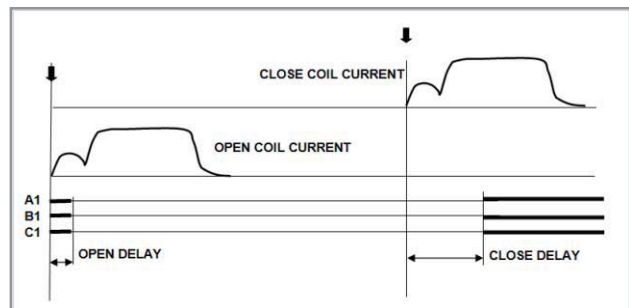 CLOSE COIL CURRENT
OPEN COIL CURRENT
A1
B1
C1
OPEN DELAY
CLOSE DELAY